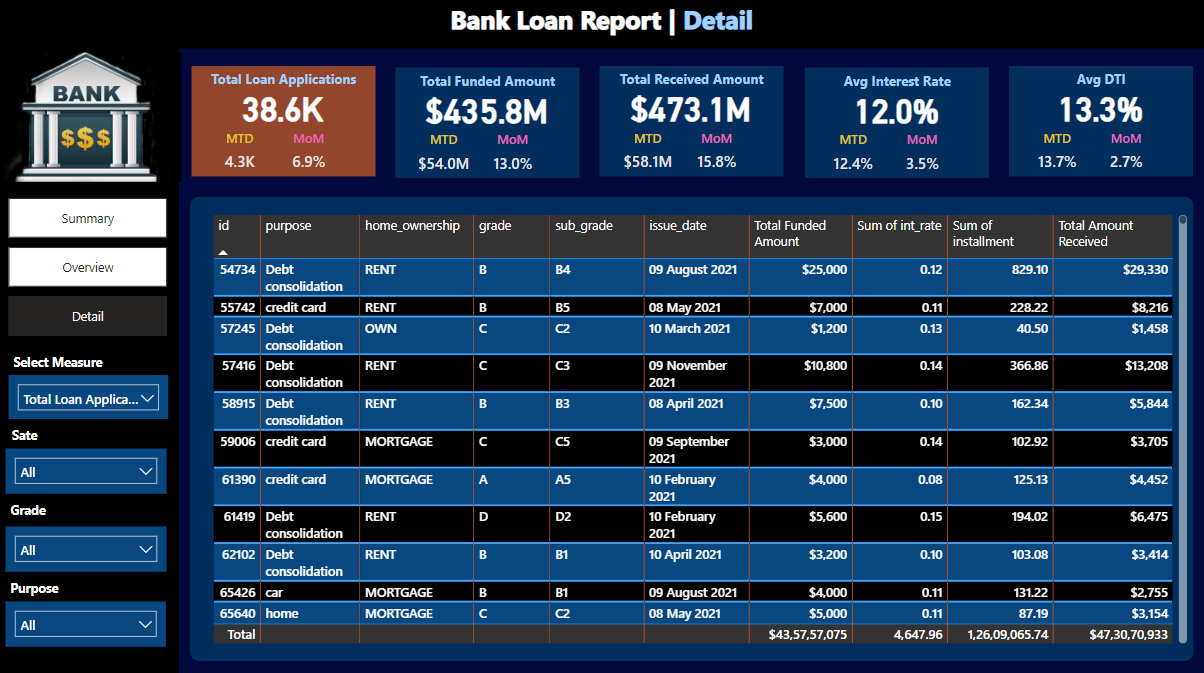 Bank Loan Report | Detail
BANK
$$$
Summary
Overview
Detail
Select Measure
Total Loan Applica...
Sate
All
Grade
All
Purpose
All
Total Loan Applications
38.6K
MTD MoM
4.3K 6.9%
Total Funded Amount
$435.8M
MTD MoM
$54.0M 13.0%
Total Received Amount
$473.1M
MTD MoM
$58.1M 15.8%
Avg Interest Rate
12.0%
MTD MoM
12.4% 3.5%
Avg DTI
13.3%
MTD MoM
13.7% 2.7%
id purpose home_ownership grade sub_grade issue_date Total Funded Sum of int_rate Sum of Total Amount
Amount installment Received
54734 Debt RENT B B4 09 August 2021 $25,000 0.12 829.10 $29,330
consolidation
55742 credit card RENT B B5 08 May 2021 $7,000 0.11 228.22 $8,216
57245 Debt OWN C C2 10 March 2021 $1,200 0.13 40.50 $1,458
consolidation
57416 Debt RENT C C3 09 November $10,800 0.14 366.86 $13,208
consolidation 2021
58915 Debt RENT B B3 08 April 2021 $7,500 0.10 162.34 $5,844
consolidation
59006 credit card MORTGAGE C C5 09 September $3,000 0.14 102.92 $3,705
2021
61390 credit card MORTGAGE A A5 10 February $4,000 0.08 125.13 $4,452
2021
61419 Debt RENT D D2 10 February $5,600 0.15 194.02 $6,475
consolidation 2021
62102 Debt RENT B B1 10 April 2021 $3,200 0.10 103.08 $3,414
consolidation
65426 car MORTGAGE B B1 09 August 2021 $4,000 0.11 131.22 $2,755
65640 home MORTGAGE C C2 08 May 2021 $5,000 0.11 87.19 $3,154
Total $43,57,57,075 4,647.96 1,26,09,065.74 $47,30,70,933